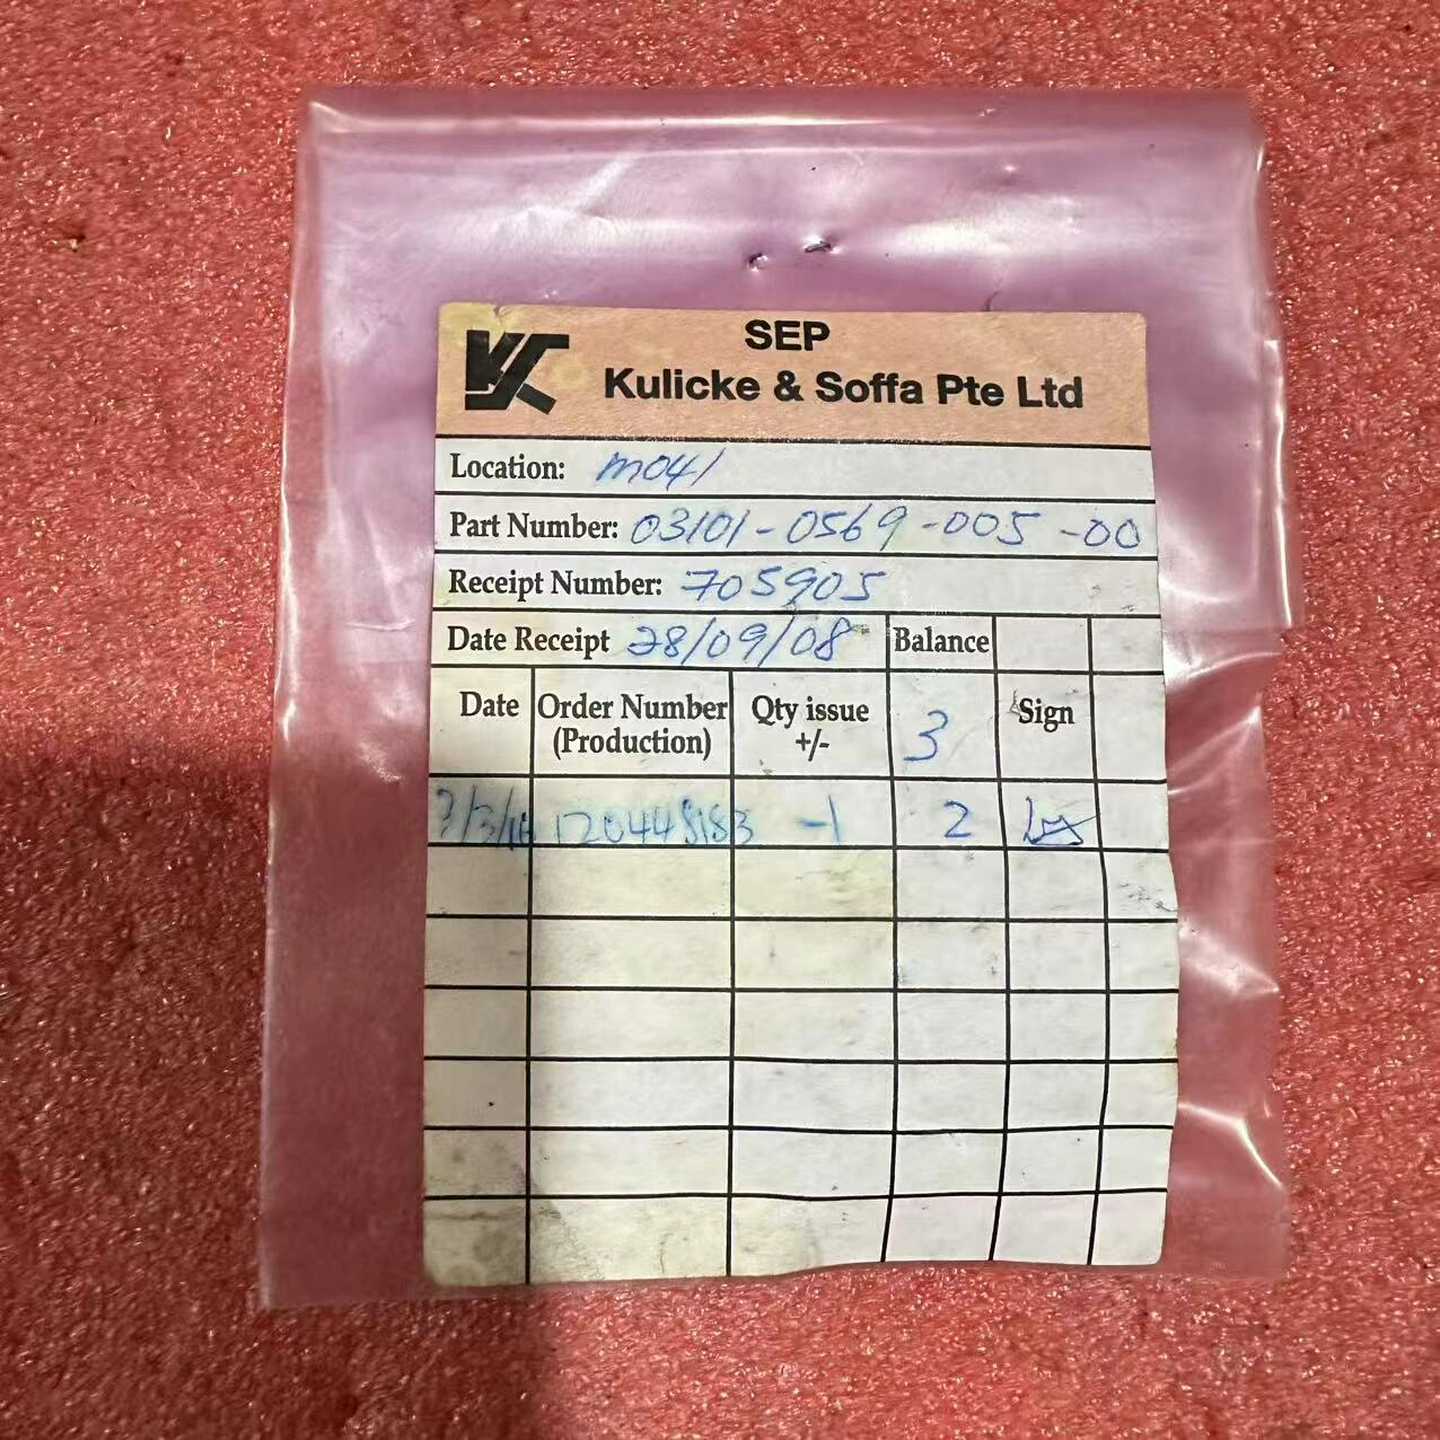 SEP
Kulicke & Soffa Pte Ltd
Location: M041
Part Number: 03101-0569-005-00
Receipt Number: 705905
Date Receipt 28/09/08 Balance
Date Order Number (Production) Qty issue +/- 3 Sign
120448183 -1 2